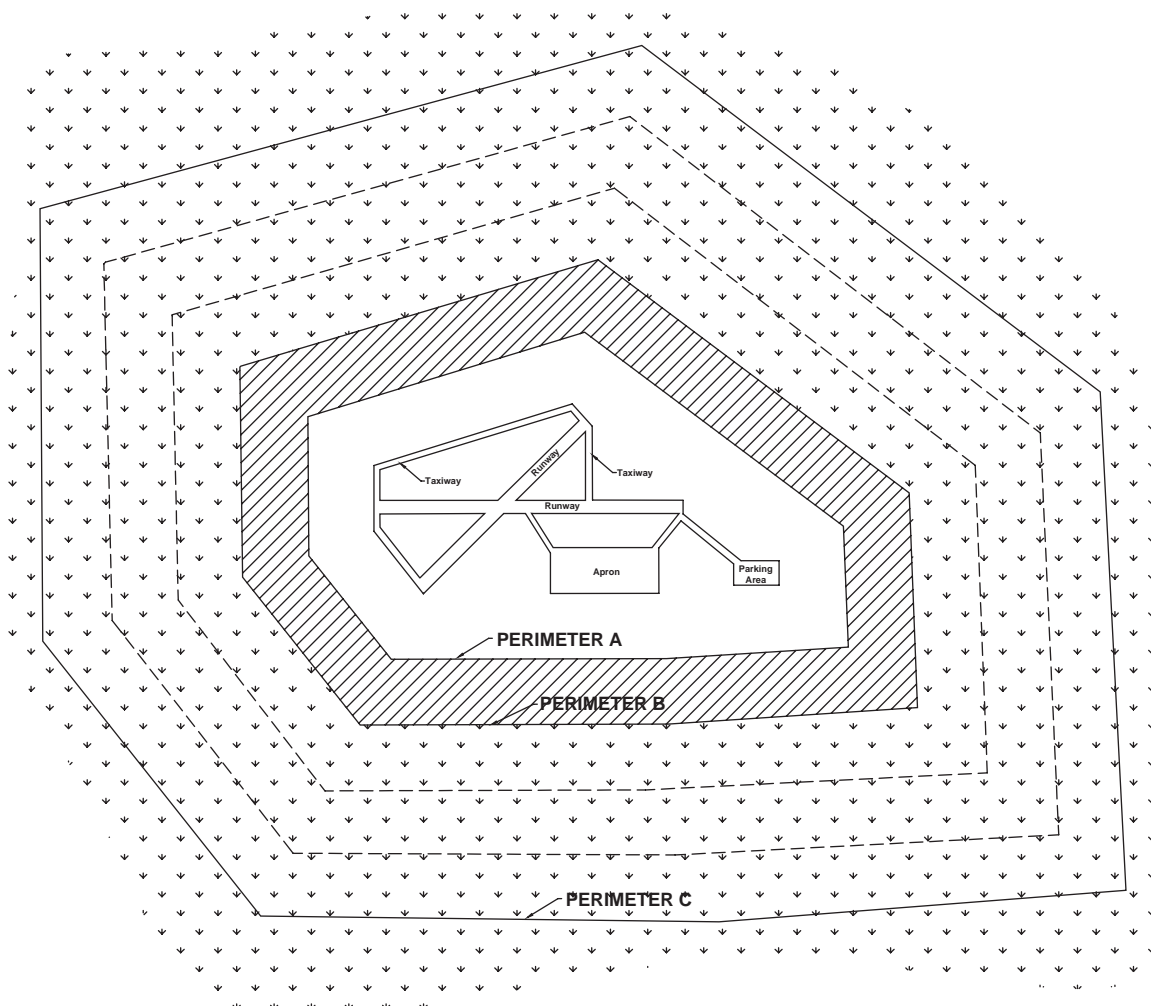 Runway
Taxiway
Taxiway
Runway
Apron
Parking
Area
PERIMETER A
PERIMETER B
PERIMETER C